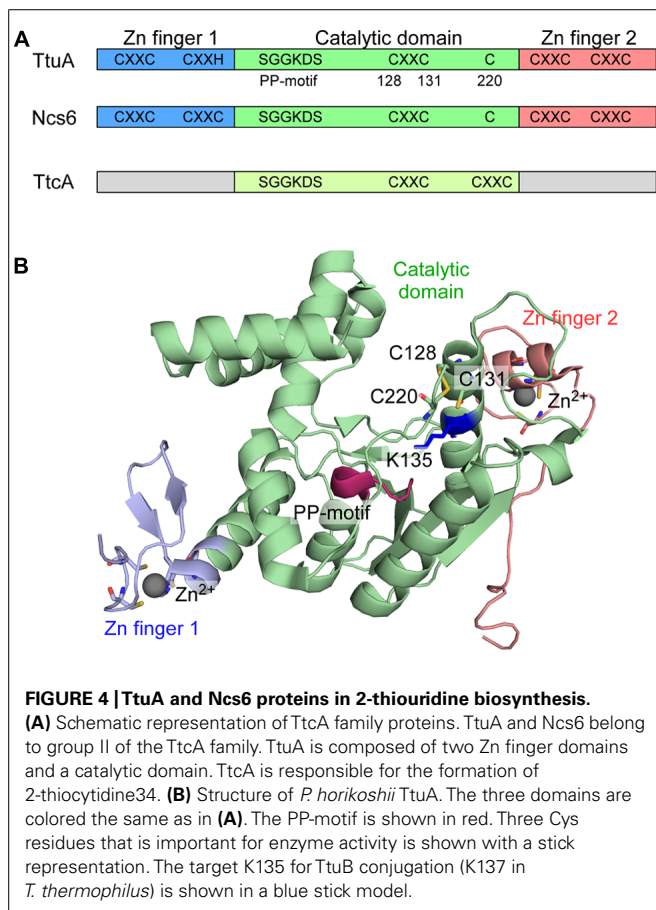 A
Zn finger 1 Catalytic domain Zn finger 2
TtuA CXXC CXXH SGGKDS CXXC C CXXC CXXC
PP-motif 128 131 220
Ncs6 CXXC CXXC SGGKDS CXXC C CXXC CXXC
TtcA SGGKDS CXXC CXXC
B
Catalytic
domain
Zn finger 2
C128
C131
C220
Zn2+
K135
PP-motif
Zn2+
Zn finger 1
FIGURE 4 | TtuA and Ncs6 proteins in 2-thiouridine biosynthesis.
(A) Schematic representation of TtcA family proteins. TtuA and Ncs6 belong
to group II of the TtcA family. TtuA is composed of two Zn finger domains
and a catalytic domain. TtcA is responsible for the formation of
2-thiocytidine34. (B) Structure of P. horikoshii TtuA. The three domains are
colored the same as in (A). The PP-motif is shown in red. Three Cys
residues that is important for enzyme activity is shown with a stick
representation. The target K135 for TtuB conjugation (K137 in
T. thermophilus) is shown in a blue stick model.